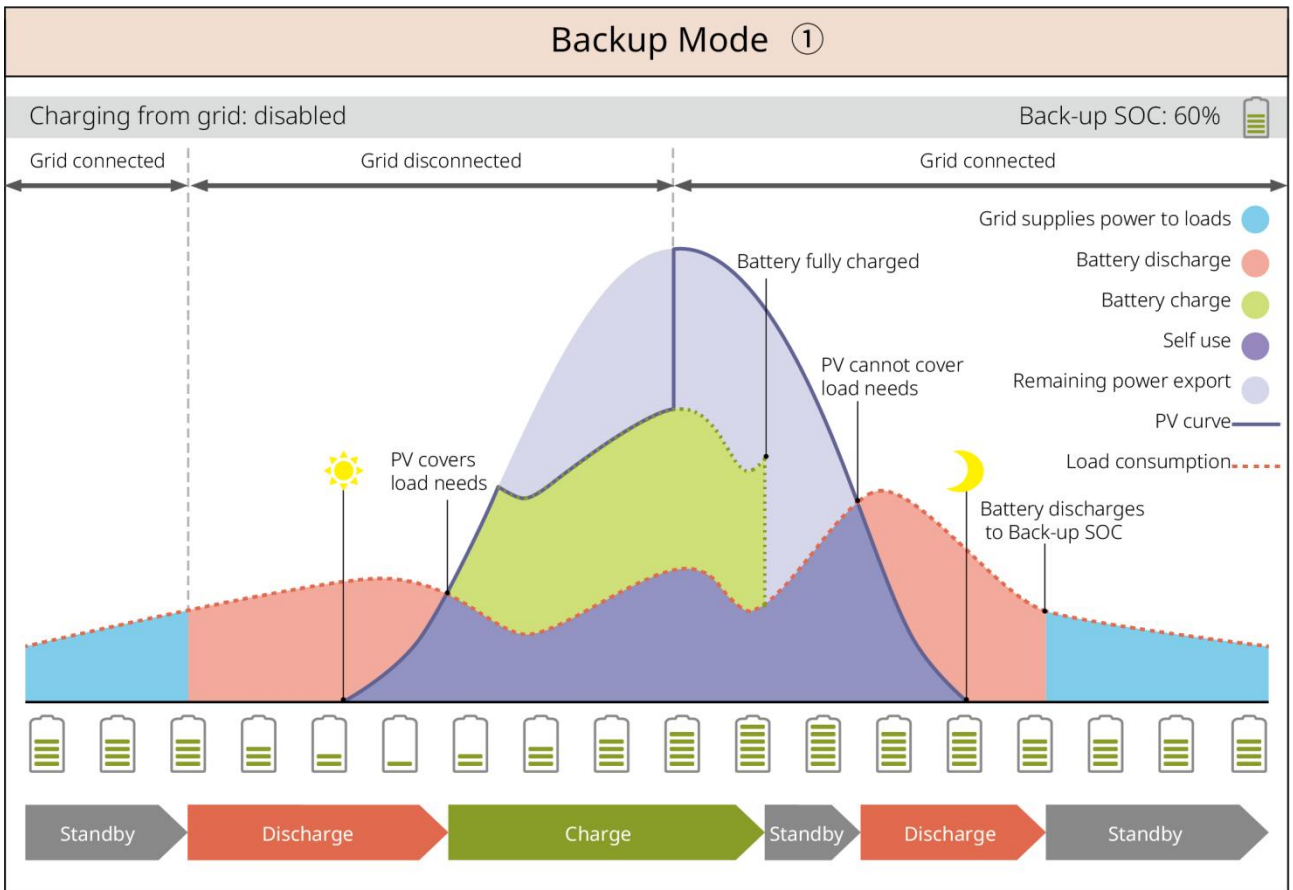 Backup Mode ①
Charging from grid: disabled
Back-up SOC: 60%
Grid connected
Grid disconnected
Grid connected
Grid supplies power to loads
Battery discharge
Battery charge
Self use
Remaining power export
PV curve
Load consumption
Battery fully charged
PV cannot cover
load needs
PV covers
load needs
Battery discharges
to Back-up SOC
Standby
Discharge
Charge
Standby
Discharge
Standby